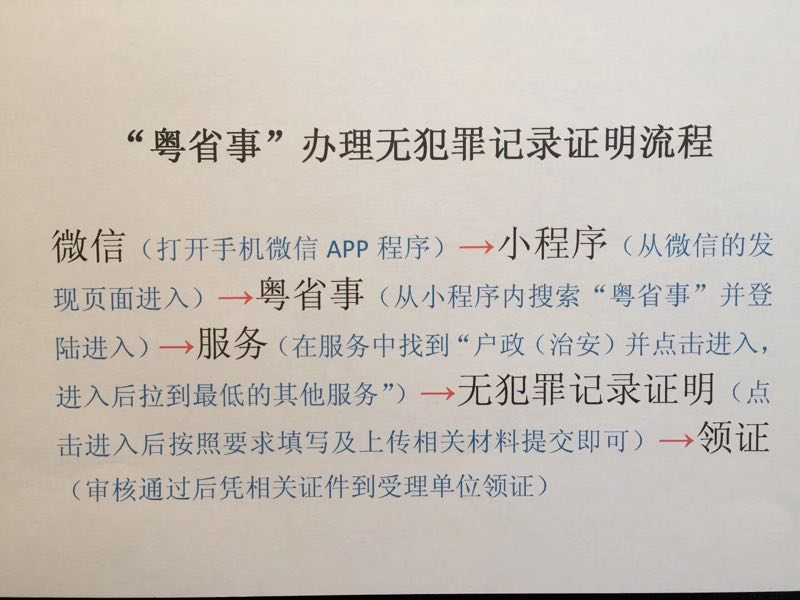 “粤省事”办理无犯罪记录证明流程
微信（打开手机微信 APP 程序）→小程序（从微信的发
现页面进入）→粤省事（从小程序内搜索“粤省事”并登
陆进入）→服务（在服务中找到“户政（治安）并点击进入，
进入后拉到最低的其他服务”）→无犯罪记录证明（点
击进入后按照要求填写及上传相关材料提交即可）→领证
（审核通过后凭相关证件到受理单位领证）